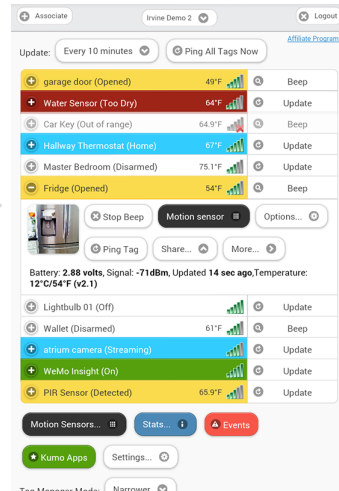 Associate Irvine Demo 2 Logout
Affiliate Program
Update: Every 10 minutes Ping All Tags Now
garage door (Opened) 49°F Beep
Water Sensor (Too Dry) 64°F Update
Car Key (Out of range) 64.9°F Beep
Hallway Thermostat (Home) 67°F Update
Master Bedroom (Disarmed) 75.1°F Update
Fridge (Opened) 54°F Beep
Stop Beep Motion sensor Options...
Ping Tag Share... More...
Battery: 2.88 volts, Signal: -71dBm, Updated 14 sec ago,Temperature:
12°C/54°F (v2.1)
Lightbulb 01 (Off) Update
Wallet (Disarmed) 61°F Beep
atrium camera (Streaming) Update
WeMo Insight (On) Update
PIR Sensor (Detected) 65.9°F Update
Motion Sensors... Stats... Events
Kumo Apps Settings...
Tag Manager Mode: Narrower